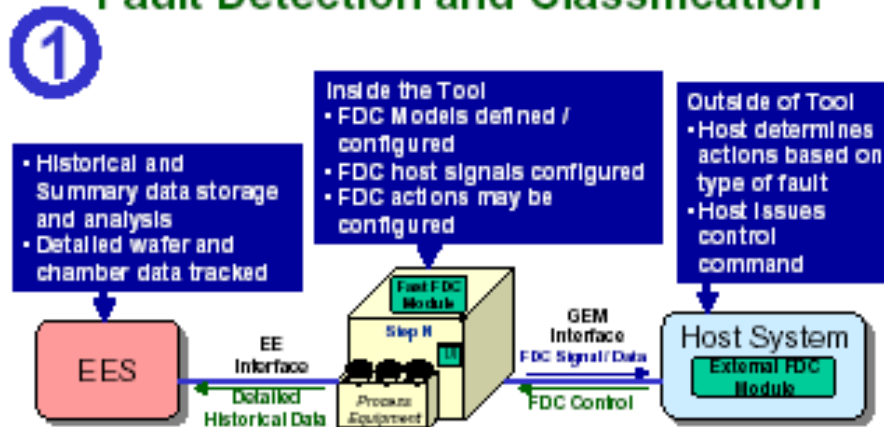 Fault Detection and Classification
1
Inside the Tool
• FDC Models defined /
configured
• FDC host signals configured
• FDC actions may be
configured
Outside of Tool
•Host determines
actions based on
type of fault
•Host Issues
control
command
• Historical and
Summary data storage
and analysis
• Detailed wafer and
chamber data tracked
Fast FDC
Module
Step N
UI
Process
Equipment
EES
EE
Interface
Detailed
Historical Data
GEM
Interface
FDC Signal/Data
FDC Control
Host System
External FDC
Module